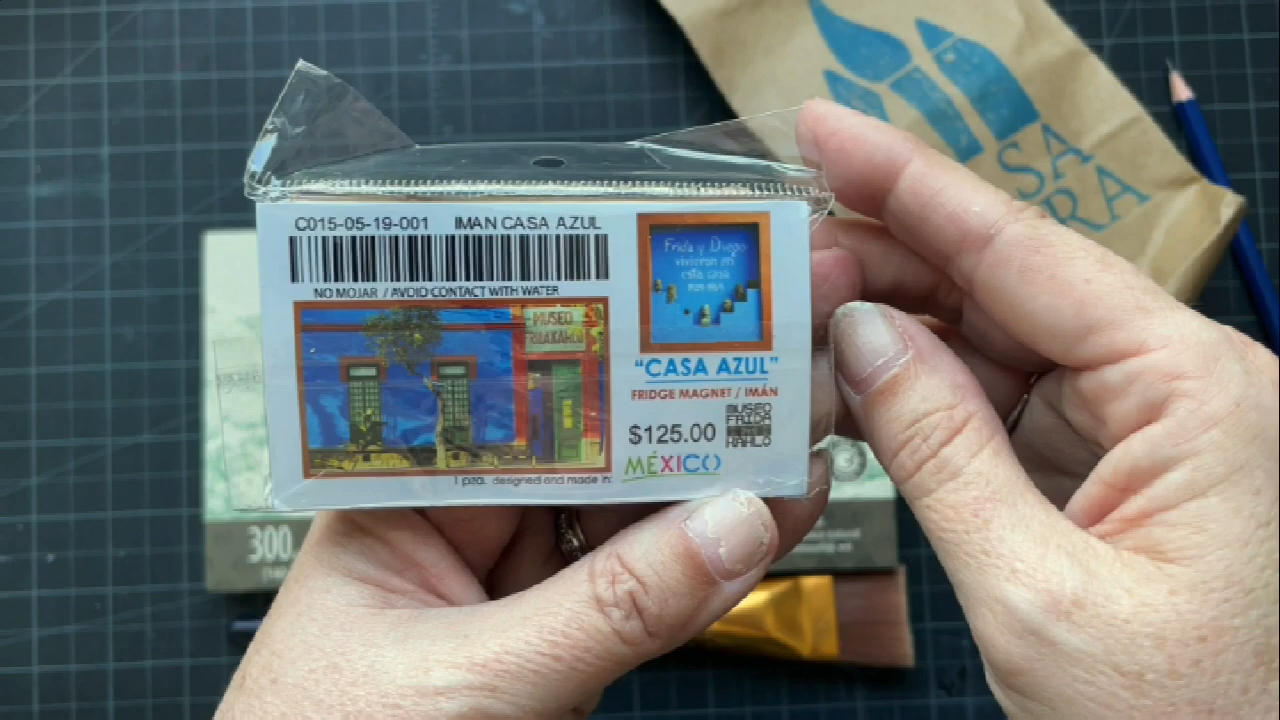 C015-05-19-001 IMAN CASA AZUL
NO MOJAR / AVOID CONTACT WITH WATER
MUSEO
FRIDA KAHLO
Frida y Diego
vivieron en
esta casa
"CASA AZUL"
FRIDGE MAGNET / IMÁN
$125.00
MUSEO
FRIDA
KAHLO
MÉXICO
1 pza. designed and made in:
300
SA
RA